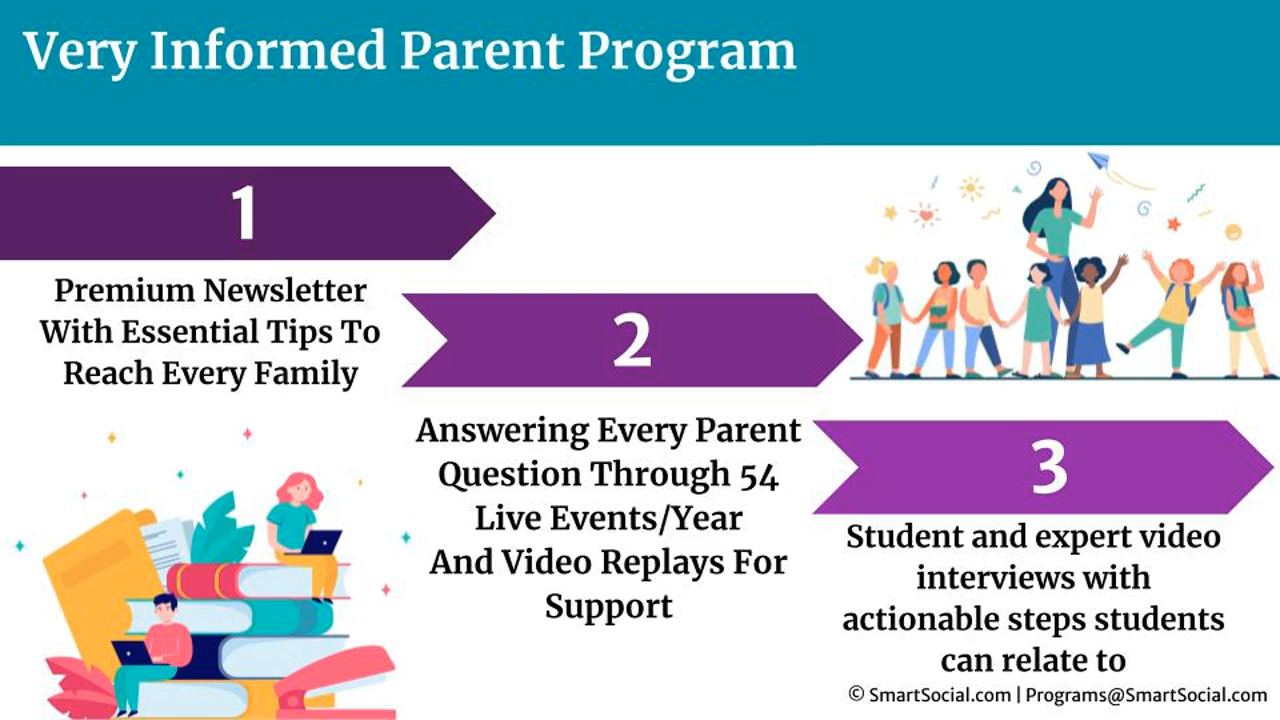 Very Informed Parent Program
1
Premium Newsletter
With Essential Tips To
Reach Every Family
2
Answering Every Parent
Question Through 54
Live Events/Year
And Video Replays For
Support
3
Student and expert video
interviews with
actionable steps students
can relate to
© SmartSocial.com | Programs@SmartSocial.com